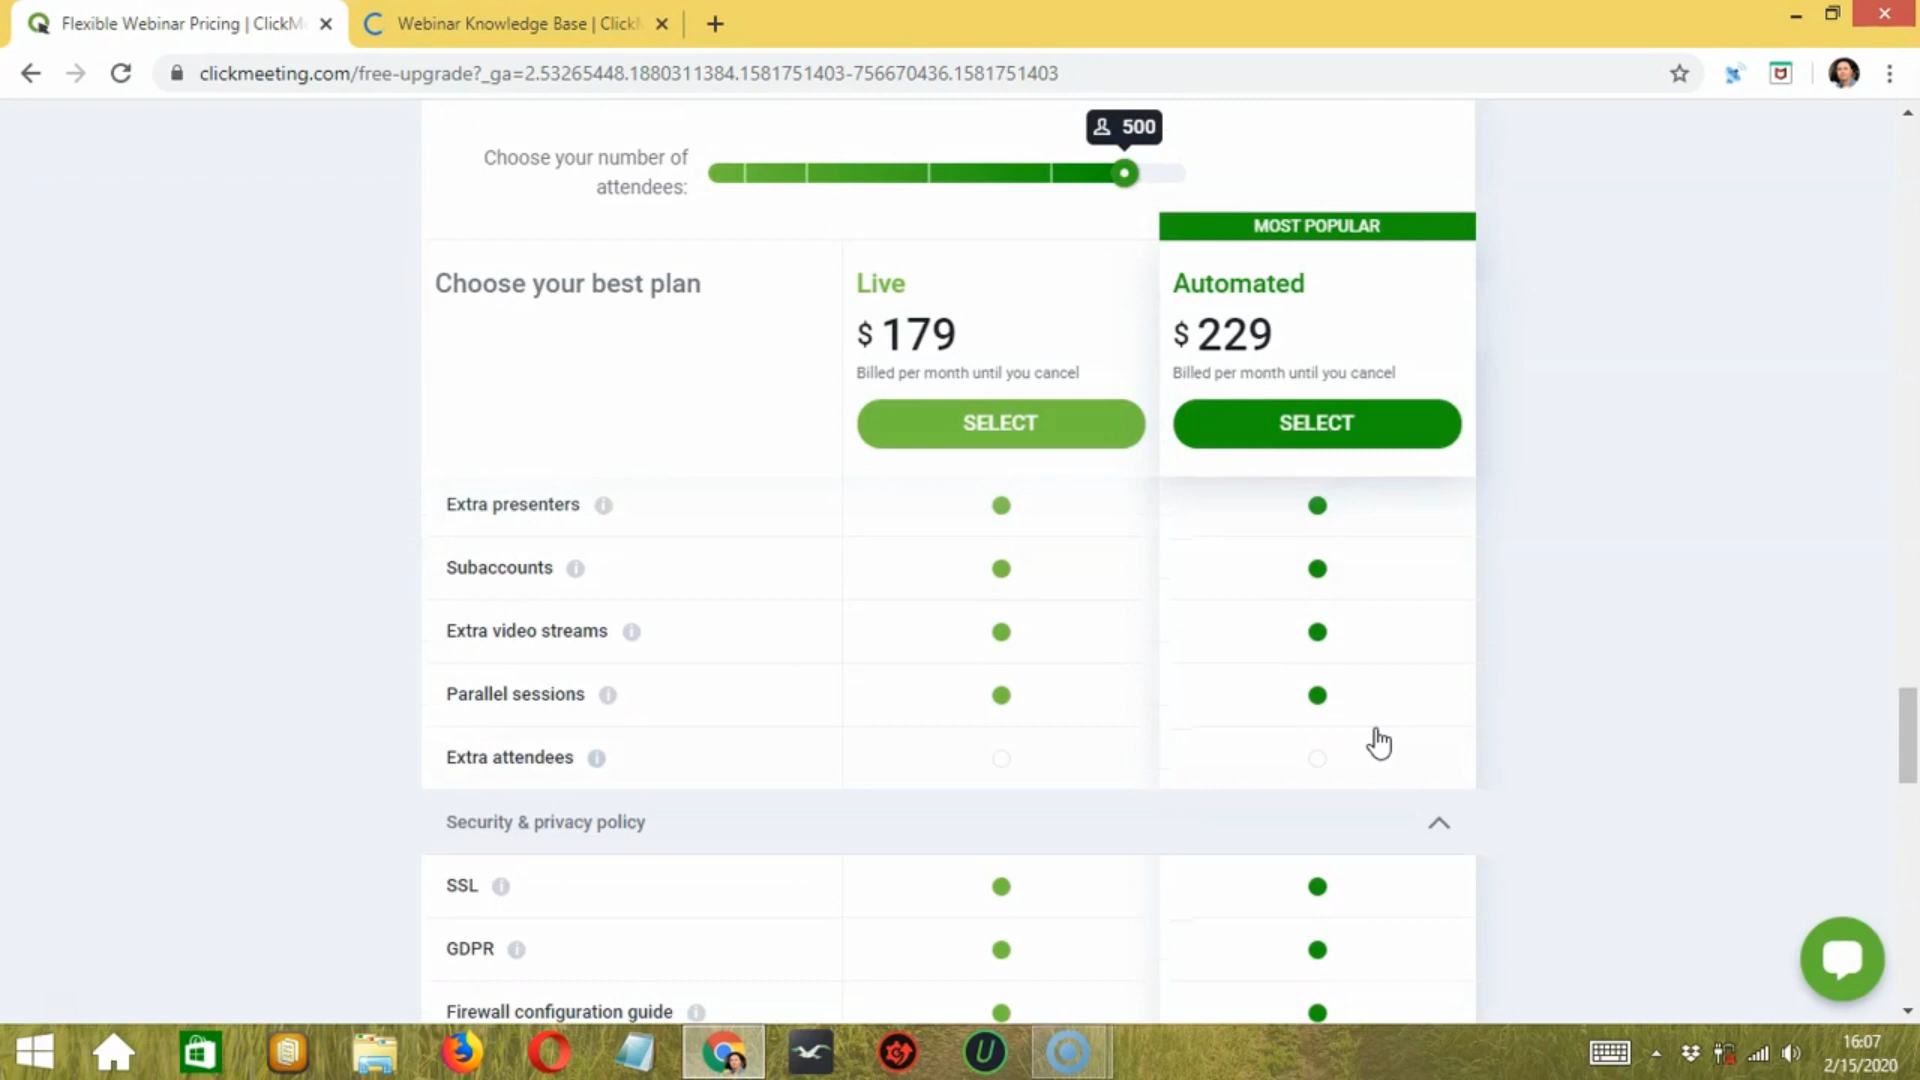 Flexible Webinar Pricing | ClickMe
Webinar Knowledge Base | Click
clickmeeting.com/free-upgrade?_ga=2.53265448.1880311384.1581751403-756670436.1581751403
500
Choose your number of
attendees:
MOST POPULAR
Choose your best plan
Live
Automated
$ 179
$ 229
Billed per month until you cancel
Billed per month until you cancel
SELECT
SELECT
Extra presenters
Subaccounts
Extra video streams
Parallel sessions
Extra attendees
Security & privacy policy
SSL
GDPR
Firewall configuration guide
16:07
2/15/2020